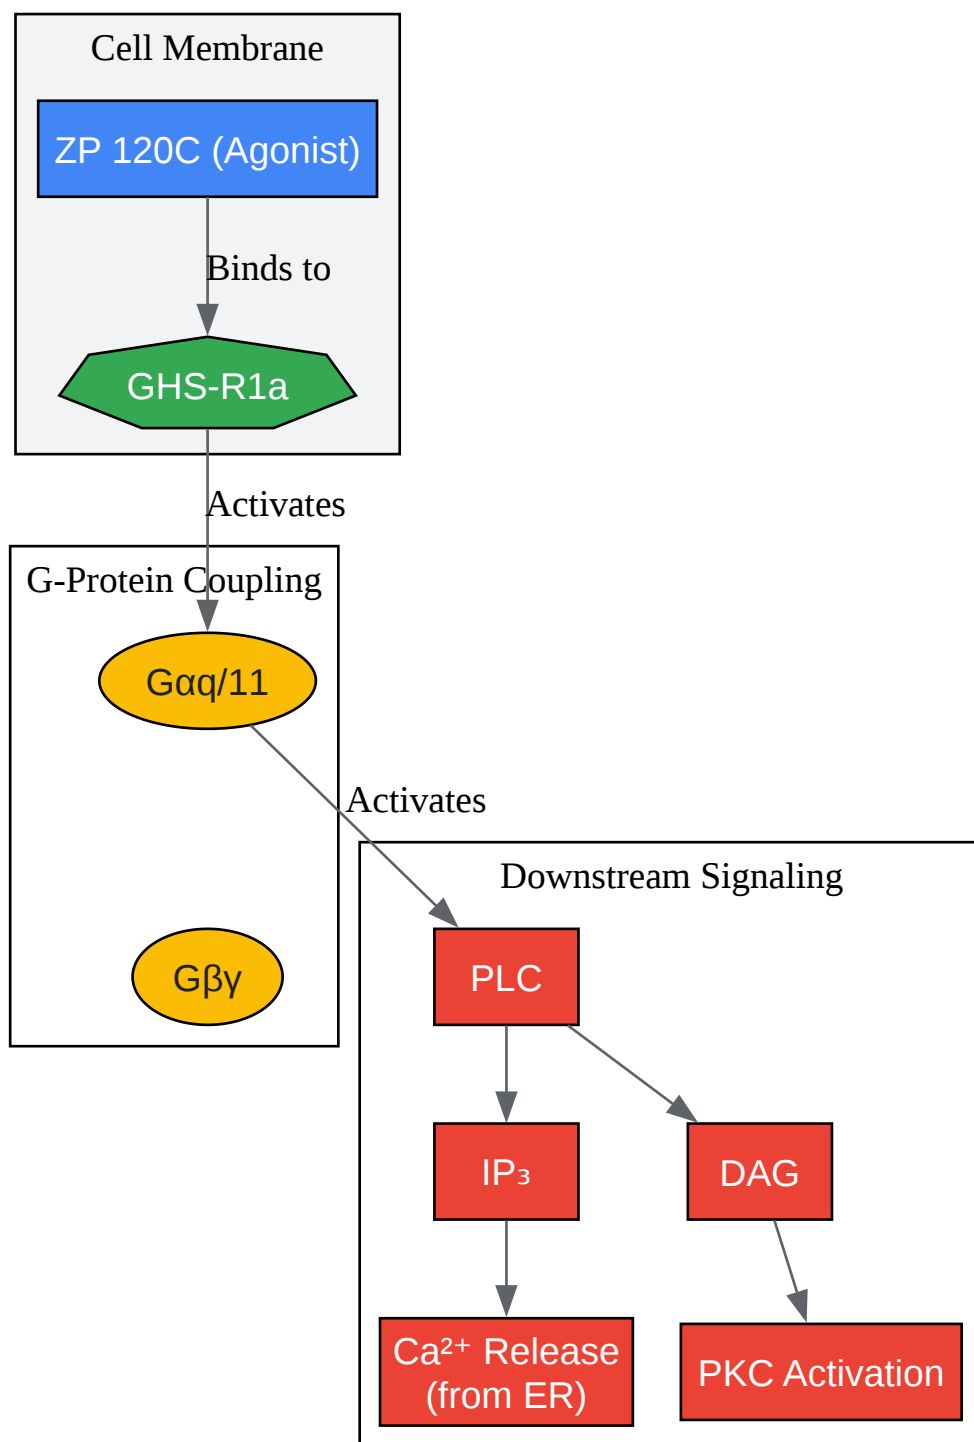 Cell Membrane
ZP 120C (Agonist)
Binds to
GHS-R1a
Activates
G-Protein Coupling
Gαq/11
Activates
Downstream Signaling
Gβγ
PLC
IP₃
DAG
Ca²⁺ Release
(from ER)
PKC Activation